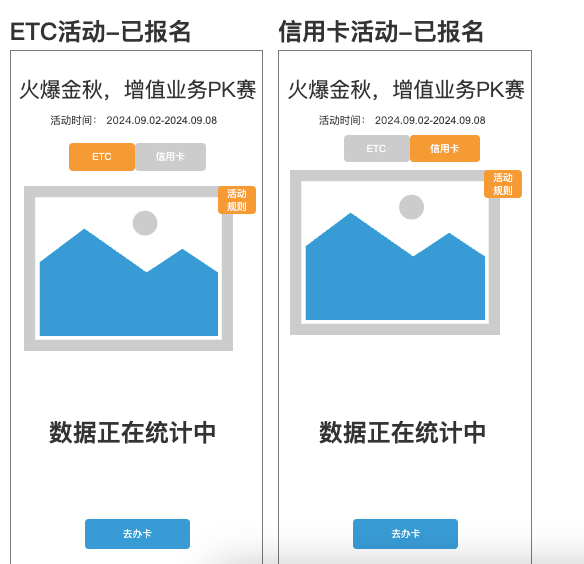 ETC活动-已报名
火爆金秋，增值业务PK赛
活动时间： 2024.09.02-2024.09.08
ETC
信用卡
活动
规则
数据正在统计中
去办卡
信用卡活动-已报名
火爆金秋，增值业务PK赛
活动时间： 2024.09.02-2024.09.08
ETC
信用卡
活动
规则
数据正在统计中
去办卡